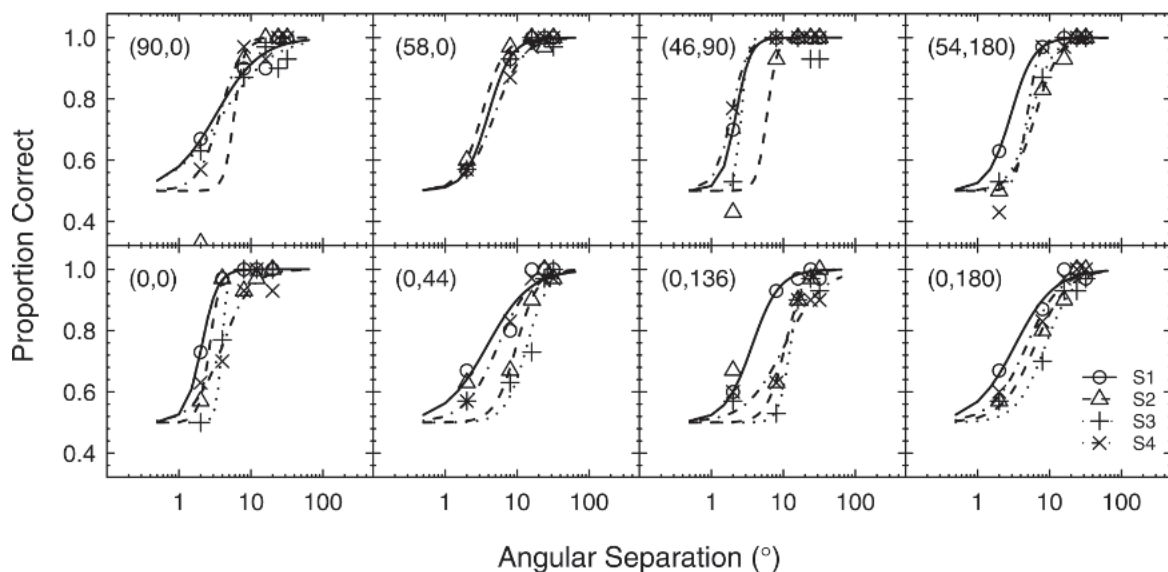 1.0
0.8
0.6
0.4
(90,0)
(58,0)
(46,90)
(54,180)
1.0
0.8
0.6
0.4
(0,0)
(0,44)
(0,136)
(0,180)
S1
S2
S3
S4
1 10 100
1 10 100
1 10 100
1 10 100
Proportion Correct
Angular Separation (°)